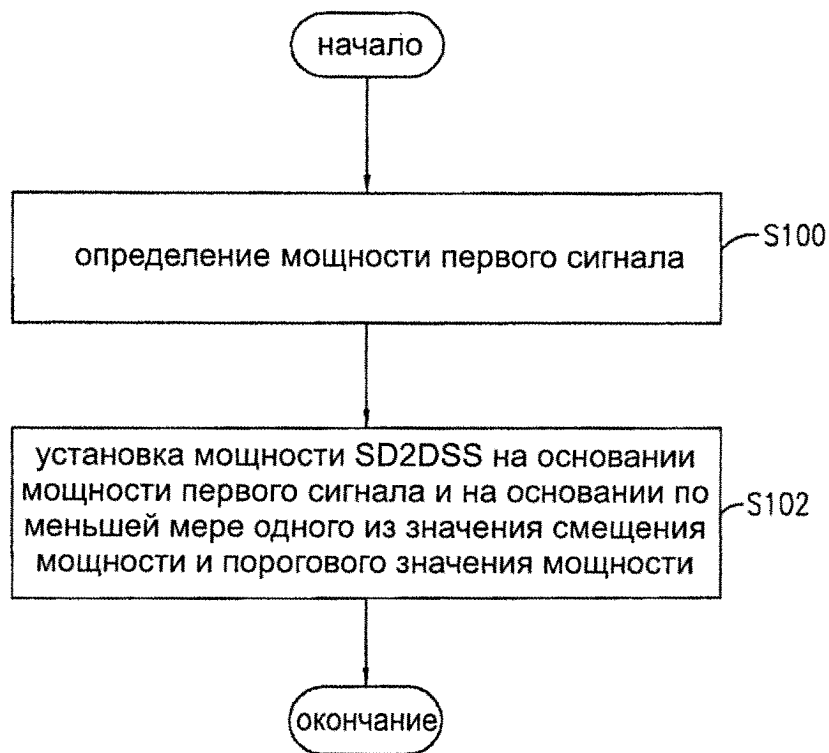 начало
определение мощности первого сигнала
S100
установка мощности SD2DSS на основании
мощности первого сигнала и на основании по
меньшей мере одного из значения смещения
мощности и порогового значения мощности
S102
окончание